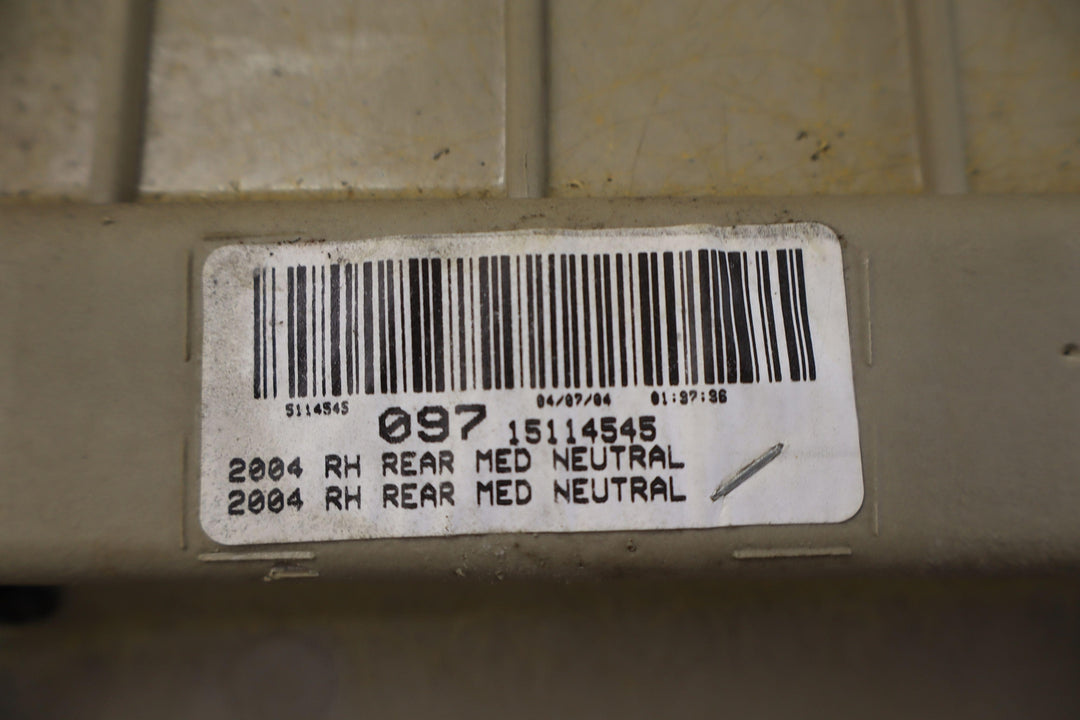 5114545 04/07/04 01:37:36
097 15114545
2004 RH REAR MED NEUTRAL
2004 RH REAR MED NEUTRAL